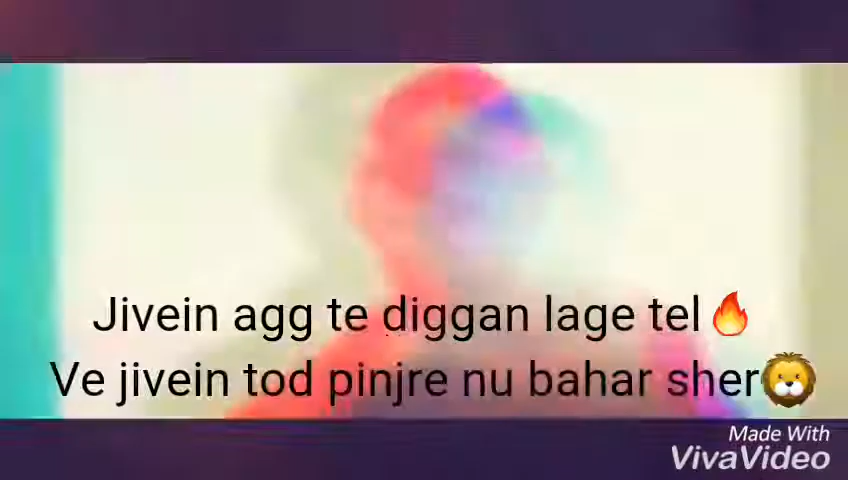 Jivein agg te diggan lage tel🔥
Ve jivein tod pinjre nu bahar sher🦁
Made With
VivaVideo